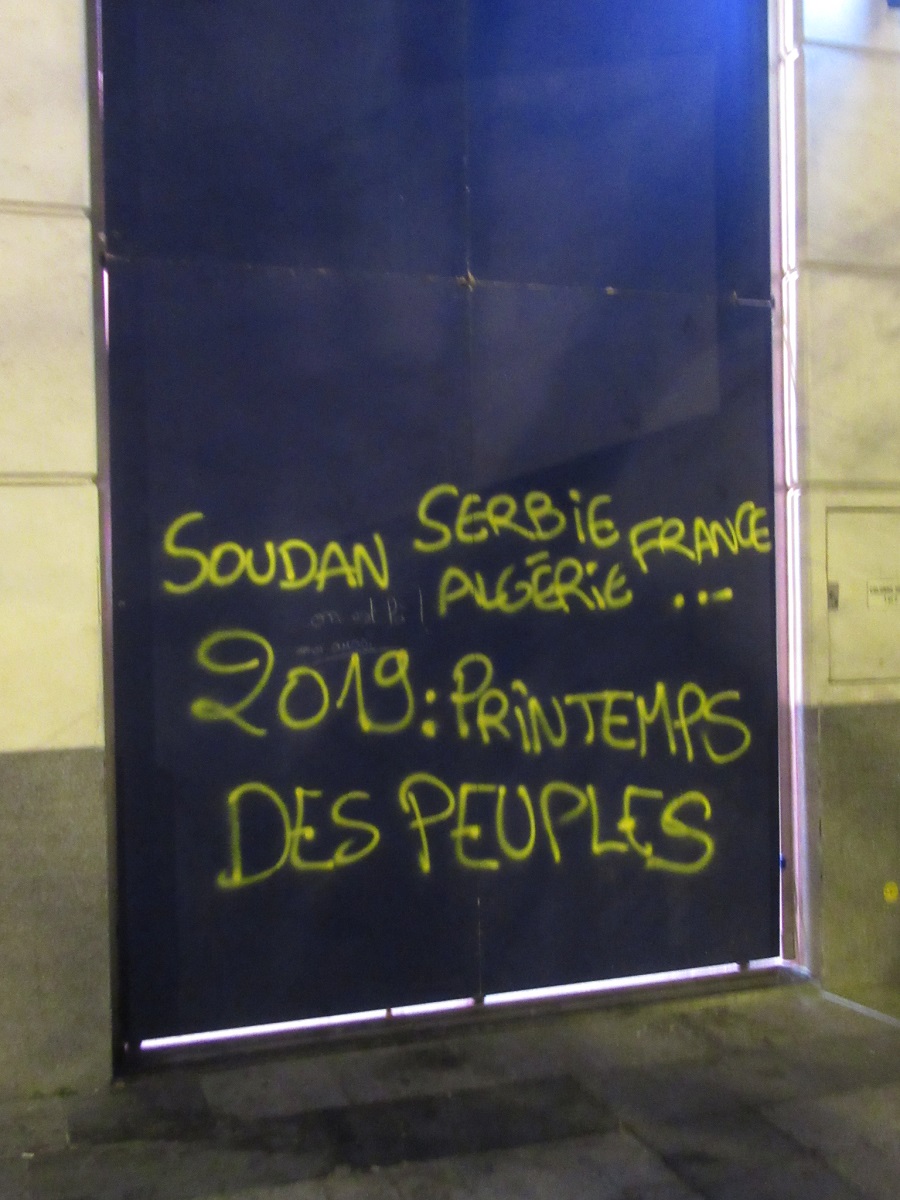 SOUDAN SERBIE FRANCE
ALGÉRIE ...
2019: PRINTEMPS
DES PEUPLES